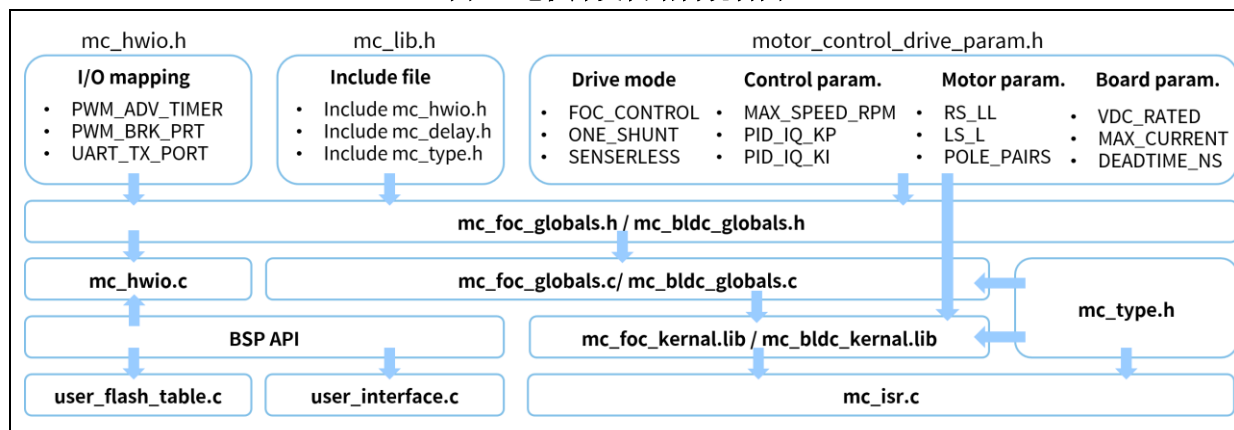 mc_hwio.h
I/O mapping
• PWM_ADV_TIMER
• PWM_BRK_PRT
• UART_TX_PORT
mc_lib.h
Include file
• Include mc_hwio.h
• Include mc_delay.h
• Include mc_type.h
motor_control_drive_param.h
Drive mode
• FOC_CONTROL
• ONE_SHUNT
• SENSERLESS
Control param.
• MAX_SPEED_RPM
• PID_IQ_KP
• PID_IQ_KI
Motor param.
• RS_LL
• LS_L
• POLE_PAIRS
Board param.
• VDC_RATED
• MAX_CURRENT
• DEADTIME_NS
mc_foc_globals.h / mc_bldc_globals.h
mc_hwio.c
mc_foc_globals.c/ mc_bldc_globals.c
mc_type.h
BSP API
mc_foc_kernal.lib / mc_bldc_kernal.lib
user_flash_table.c
user_interface.c
mc_isr.c